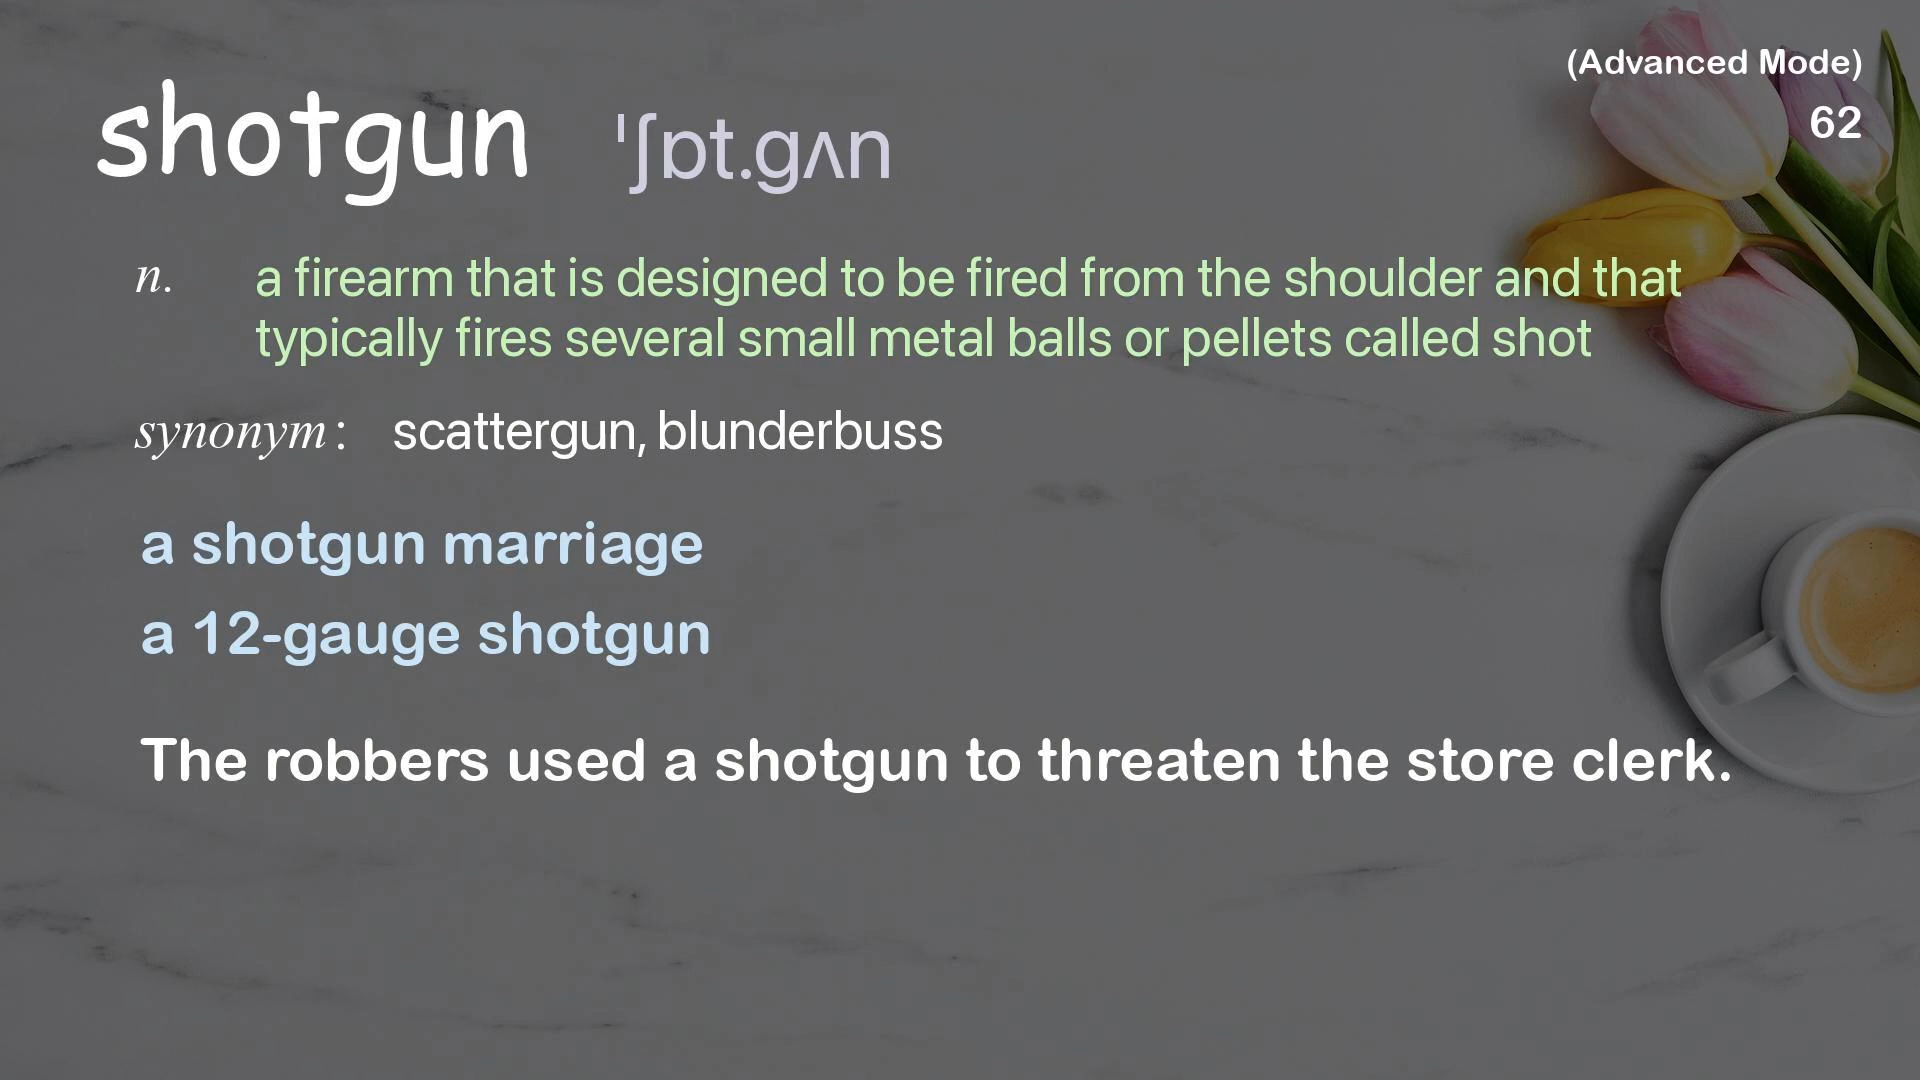 (Advanced Mode)
62
shotgun ˈʃɒt.gʌn
n. a firearm that is designed to be fired from the shoulder and that
typically fires several small metal balls or pellets called shot
synonym: scattergun, blunderbuss
a shotgun marriage
a 12-gauge shotgun
The robbers used a shotgun to threaten the store clerk.